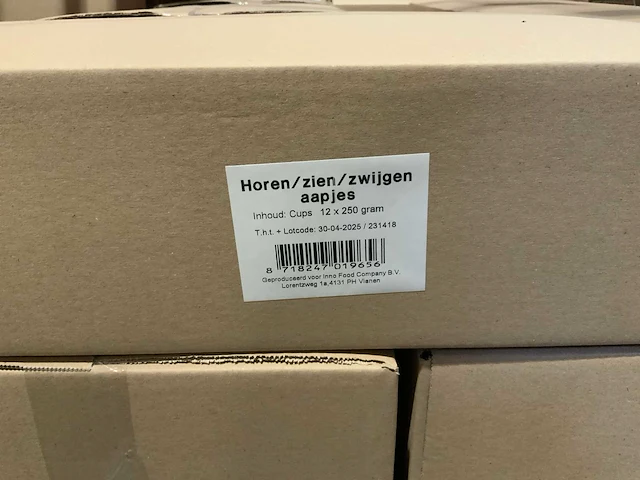 Horen/zien/zwijgen
aapjes
Inhoud: Cups 12 x 250 gram
T.h.t. + Lotcode: 30-04-2025 / 231418
8 718247 019656
Geproduceerd voor Inno Food Company B.V.
Lorentzweg 1a,4131 PH Vianen